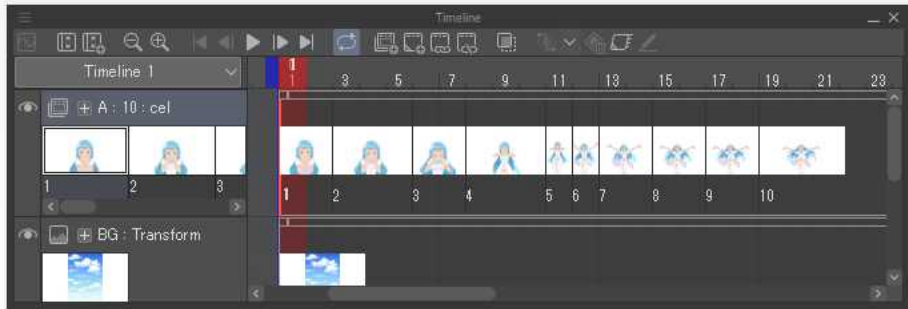 Timeline
Timeline 1
1
1 3 5 7 9 11 13 15 17 19 21 23
A : 10 : cel
1 2 3
1 2 3 4 5 6 7 8 9 10
BG : Transform